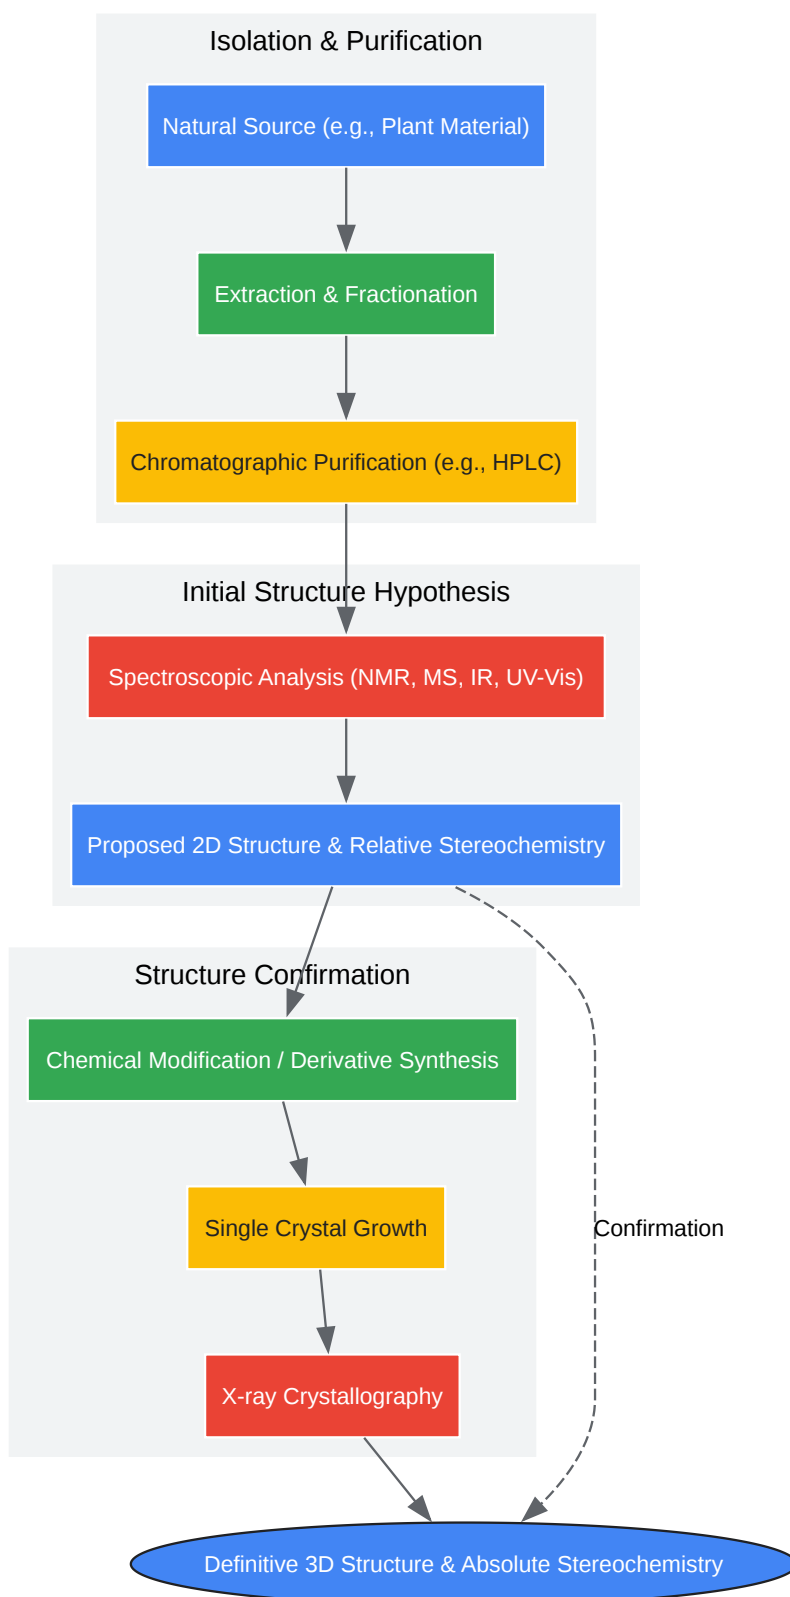 Isolation & Purification
Natural Source (e.g., Plant Material)
Extraction & Fractionation
Chromatographic Purification (e.g., HPLC)
Initial Structure Hypothesis
Spectroscopic Analysis (NMR, MS, IR, UV-Vis)
Proposed 2D Structure & Relative Stereochemistry
Structure Confirmation
Chemical Modification / Derivative Synthesis
Single Crystal Growth
Confirmation
X-ray Crystallography
Definitive 3D Structure & Absolute Stereochemistry